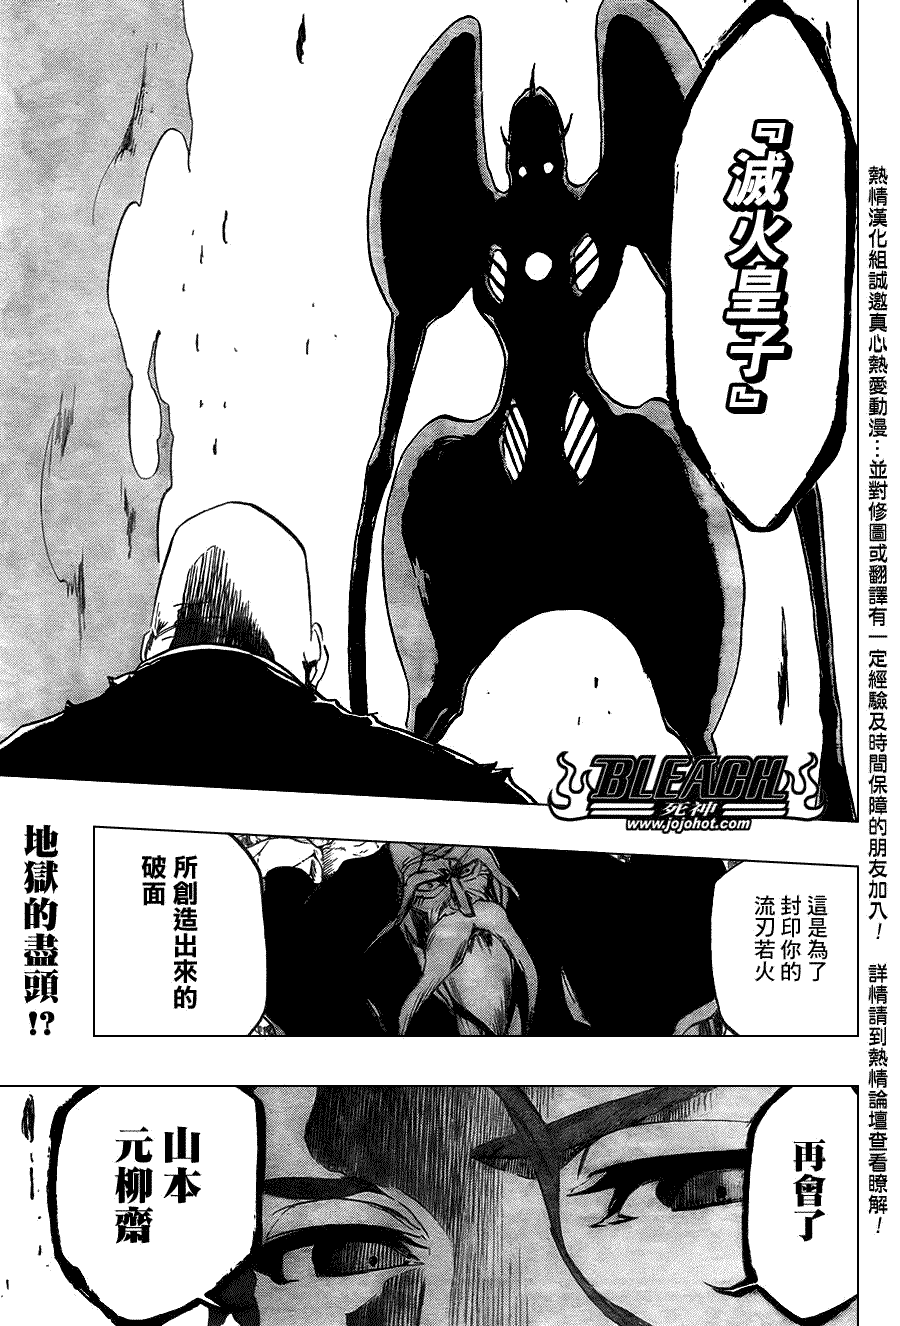 『滅火皇子』
熱情漢化組誠邀真心熱愛動漫…並對修圖或翻譯有一定經驗及時間保障的朋友加入！ 詳情請到熱情論壇查看瞭解！
BLEACH
死神
www.jojohot.com
這是為了
封印你的
流刃若火
所創造出來的
破面
地獄的盡頭!?
再會了
山本
元柳齋